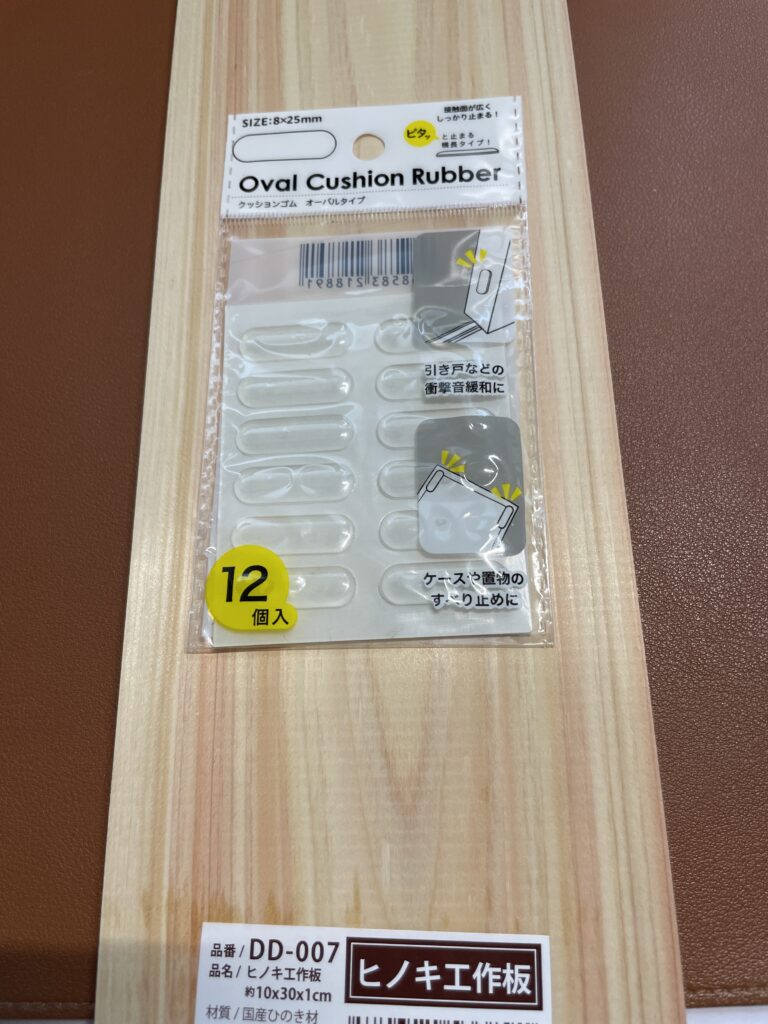 SIZE:8×25mm
接触面が広く
しっかり止まる!
ピタッ と止まる
横長タイプ!
Oval Cushion Rubber
クッションゴム オーバルタイプ
引き戸などの
衝撃音緩和に
ケースや置物の
すべり止めに
12
個入
品番/DD-007
品名/ヒノキ工作板
約10x30x1cm
材質/国産ひのき材
ヒノキ工作板